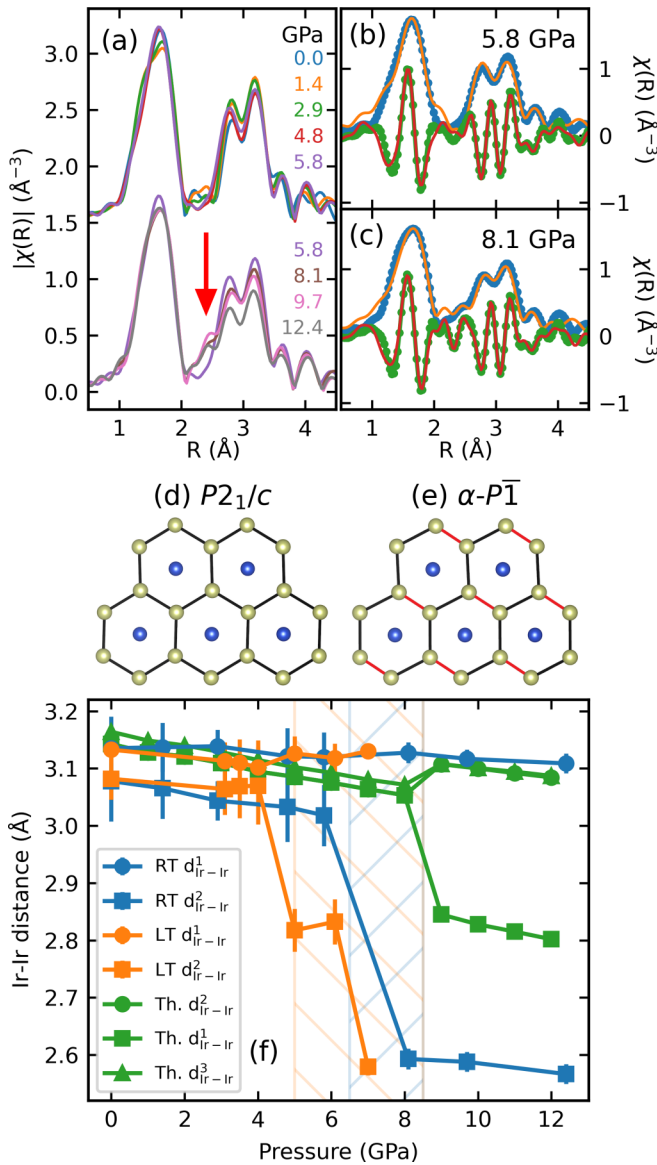 (a)
GPa
0.0
1.4
2.9
4.8
5.8
5.8
8.1
9.7
12.4
3.0
2.5
2.0
1.5
1.0
0.5
0.0
|χ(R)| (Å⁻³)
1 2 3 4
R (Å)
(b)
5.8 GPa
1
0
−1
χ(R) (Å⁻³)
(c)
8.1 GPa
1
0
−1
χ(R) (Å⁻³)
1 2 3 4
R (Å)
(d) P2₁/c
(e) α-P1̅
3.2
3.1
3.0
2.9
2.8
2.7
2.6
Ir-Ir distance (Å)
RT d¹Ir−Ir
RT d²Ir−Ir
LT d¹Ir−Ir
LT d²Ir−Ir
Th. d²Ir−Ir
Th. d¹Ir−Ir
Th. d³Ir−Ir
(f)
0 2 4 6 8 10 12
Pressure (GPa)